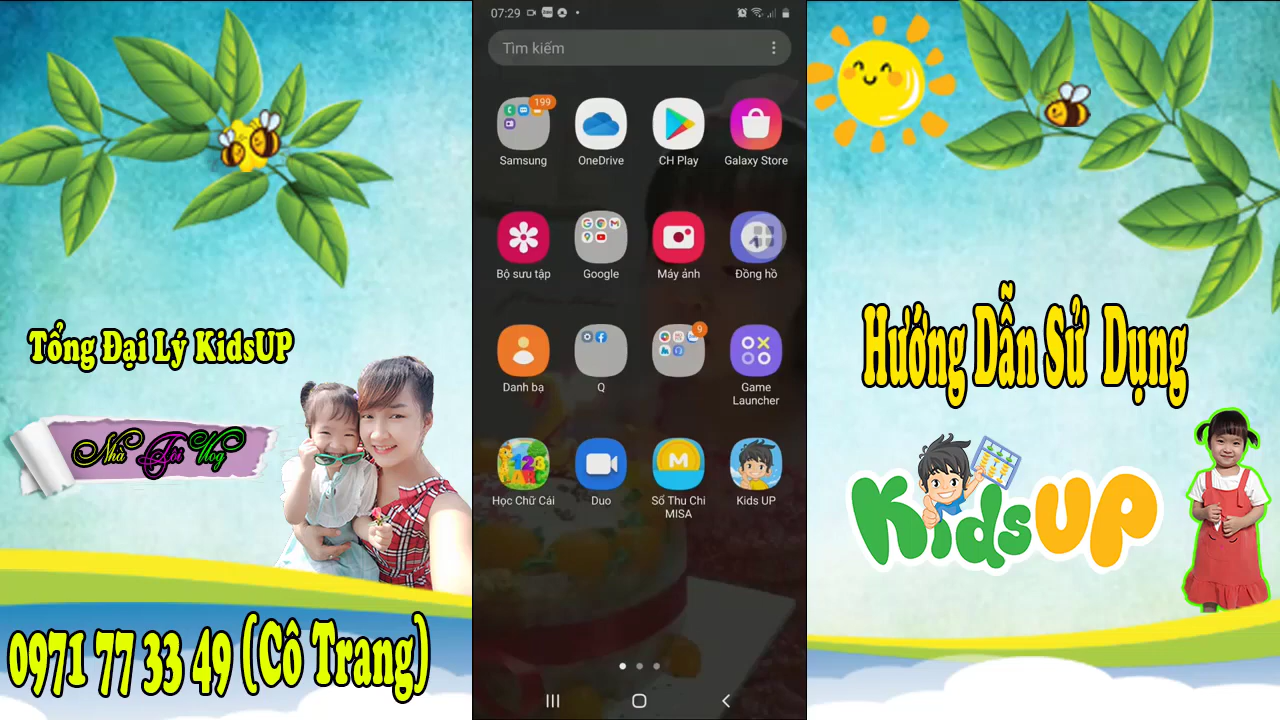 Tổng Đại Lý KidsUP
Nhà Tôi Vlog
0971 77 33 49 (Cô Trang)
07:29
Tìm kiếm
199
Samsung
OneDrive
CH Play
Galaxy Store
Bộ sưu tập
Google
Máy ảnh
Đồng hồ
9
Danh bạ
Q
Game
Launcher
123
M
Học Chữ Cái
Duo
Sổ Thu Chi
MISA
Kids UP
Hướng Dẫn Sử Dụng
KidsUP